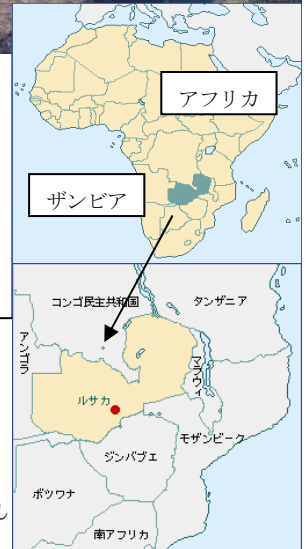 アフリカ
ザンビア
コンゴ民主共和国
タンザニア
アンゴラ
マラウィ
ルサカ
モザンビーク
ジンバブエ
ボツワナ
南アフリカ